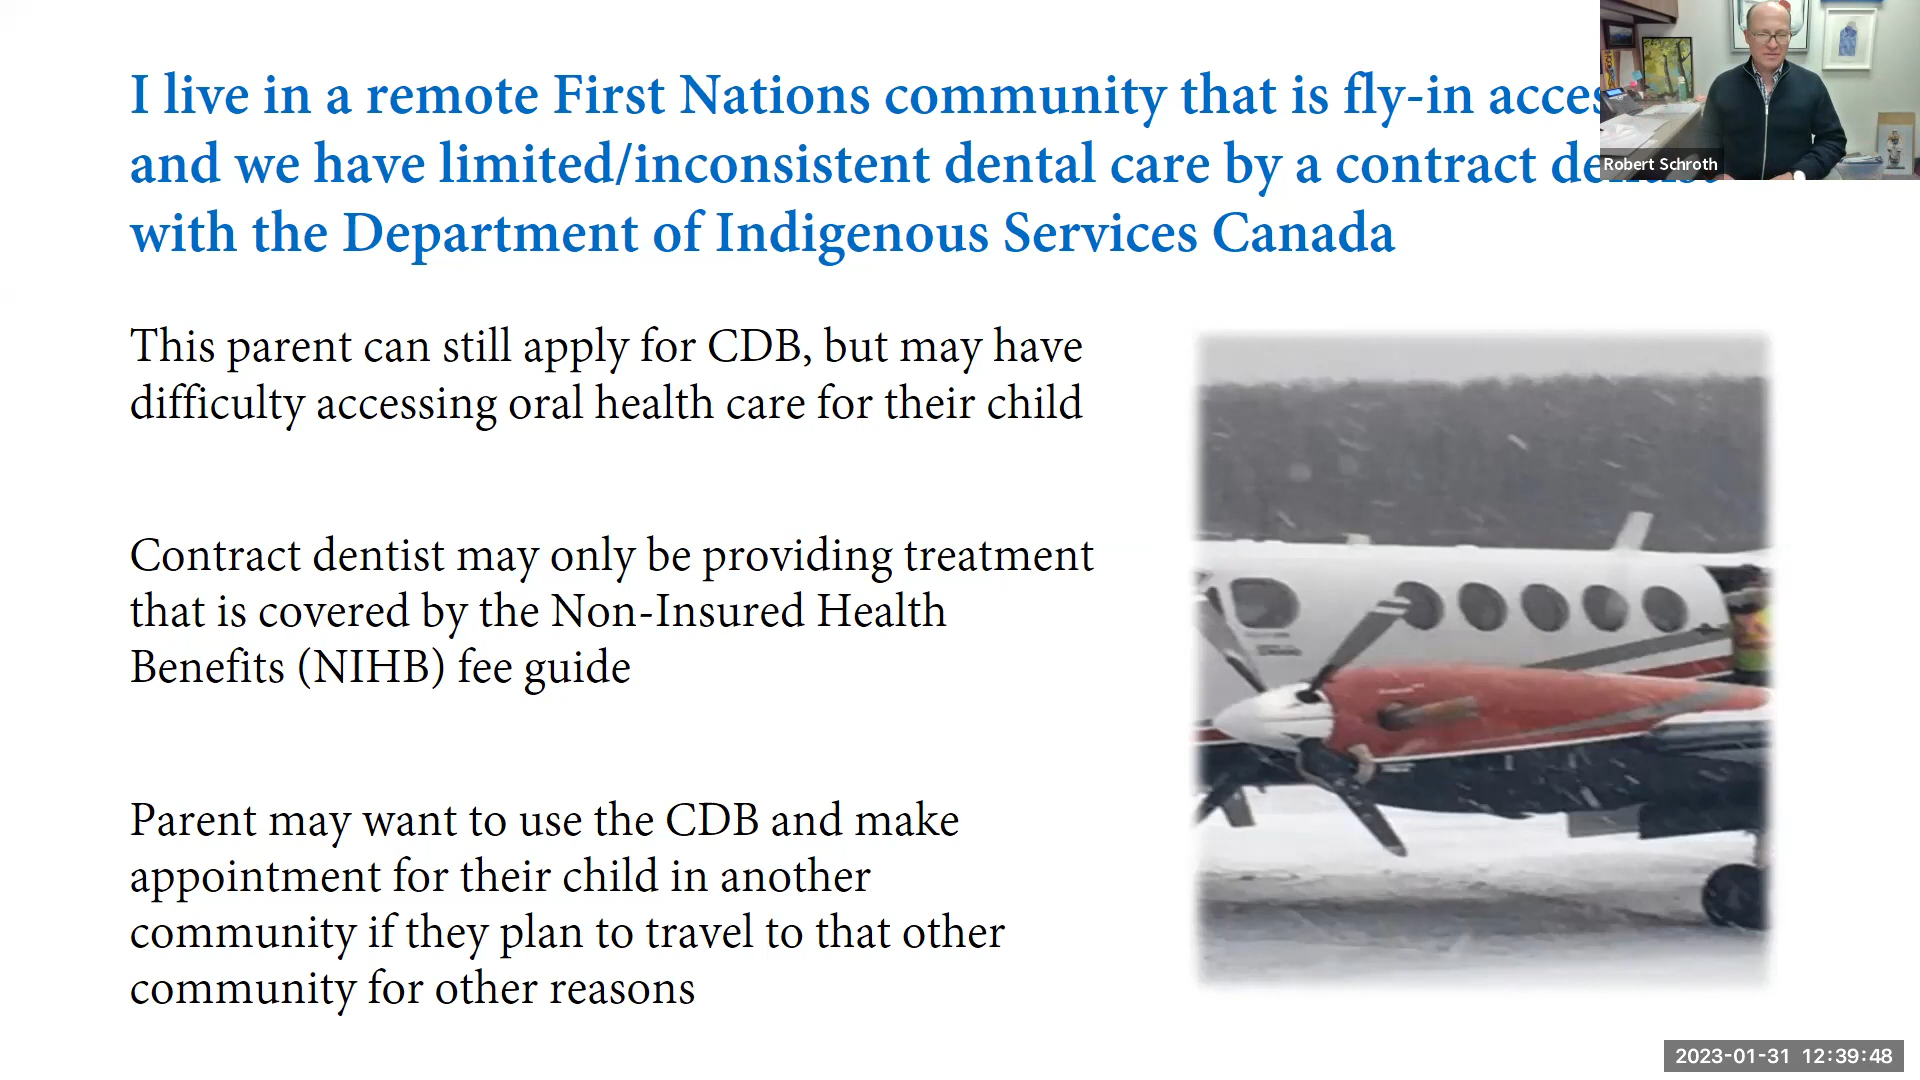 I live in a remote First Nations community that is fly-in
and we have limited/inconsistent dental care by a contract
with the Department of Indigenous Services Canada
Robert Schroth
This parent can still apply for CDB, but may have
difficulty accessing oral health care for their child
Contract dentist may only be providing treatment
that is covered by the Non-Insured Health
Benefits (NIHB) fee guide
Parent may want to use the CDB and make
appointment for their child in another
community if they plan to travel to that other
community for other reasons
2023-01-31 12:39:48